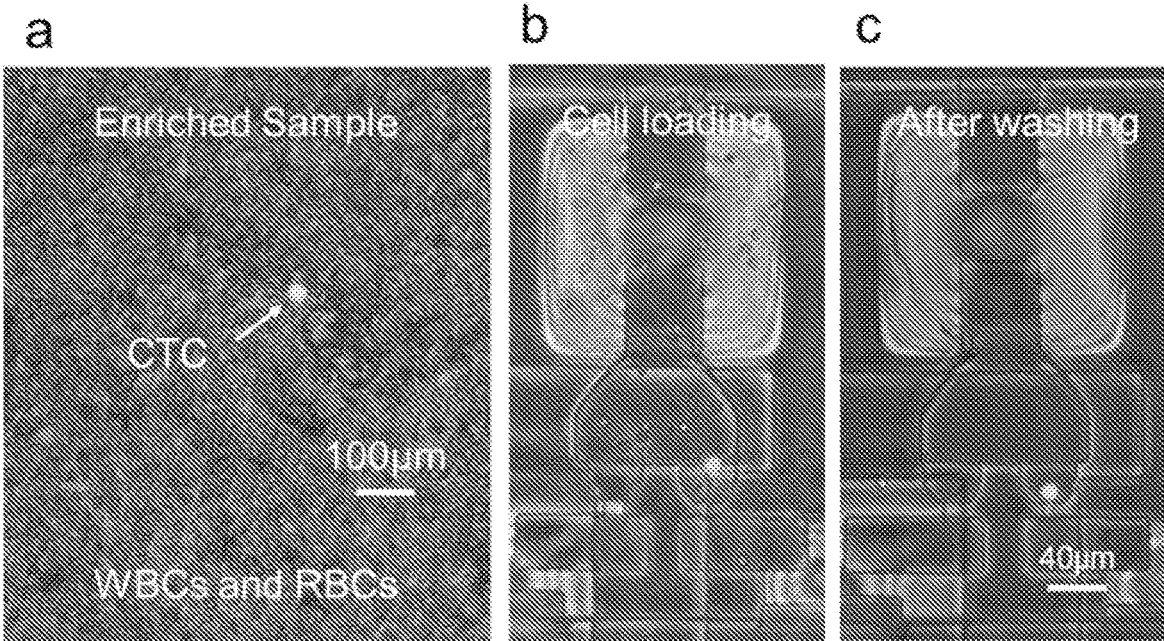 a
b
c
Enriched Sample
Cell loading
After washing
CTC
100μm
40μm
WBCs and RBCs